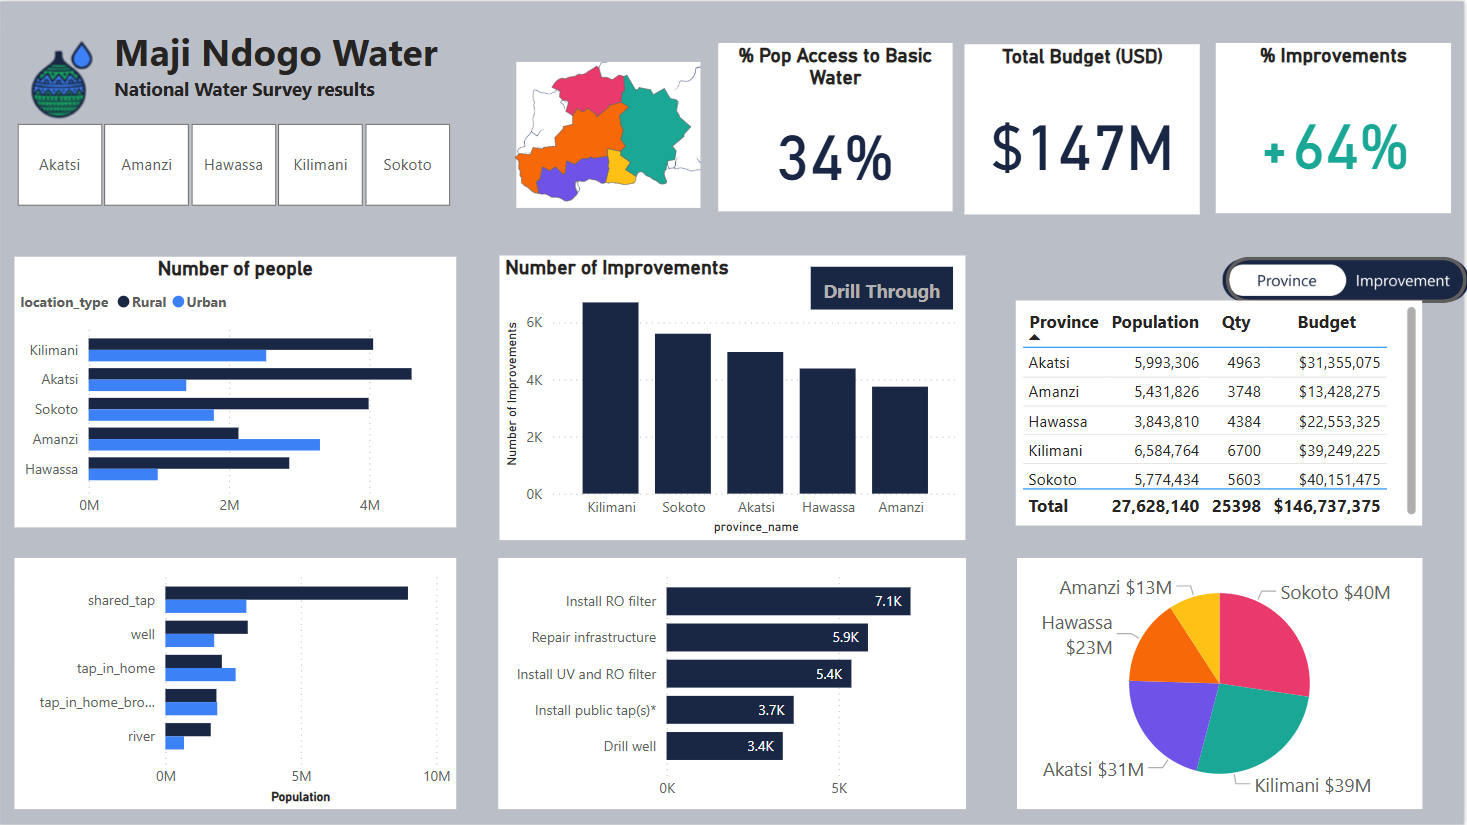 Maji Ndogo Water
National Water Survey results
Akatsi
Amanzi
Hawassa
Kilimani
Sokoto
% Pop Access to Basic
Water
34%
Total Budget (USD)
$147M
% Improvements
+64%
Number of people
location_type Rural Urban
Kilimani
Akatsi
Sokoto
Amanzi
Hawassa
0M 2M 4M
Number of Improvements
Drill Through
Number of Improvements
6K
4K
2K
0K
Kilimani Sokoto Akatsi Hawassa Amanzi
province_name
Province Improvement
Province Population Qty Budget
Akatsi 5,993,306 4963 $31,355,075
Amanzi 5,431,826 3748 $13,428,275
Hawassa 3,843,810 4384 $22,553,325
Kilimani 6,584,764 6700 $39,249,225
Sokoto 5,774,434 5603 $40,151,475
Total 27,628,140 25398 $146,737,375
shared_tap
well
tap_in_home
tap_in_home_bro...
river
0M 5M 10M
Population
Install RO filter 7.1K
Repair infrastructure 5.9K
Install UV and RO filter 5.4K
Install public tap(s)* 3.7K
Drill well 3.4K
0K 5K
Amanzi $13M
Sokoto $40M
Hawassa
$23M
Akatsi $31M
Kilimani $39M